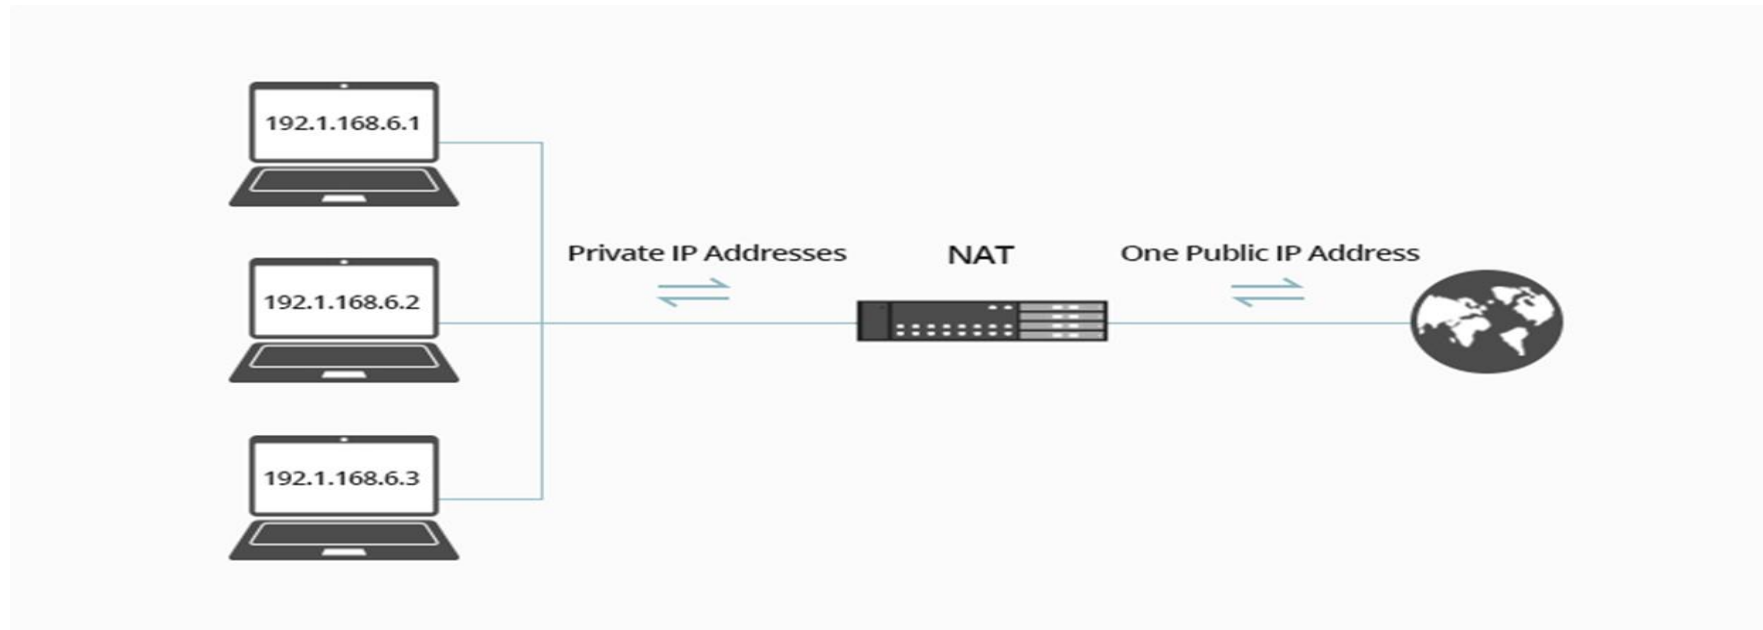 192.1.168.6.1
Private IP Addresses
NAT
One Public IP Address
192.1.168.6.2
192.1.168.6.3